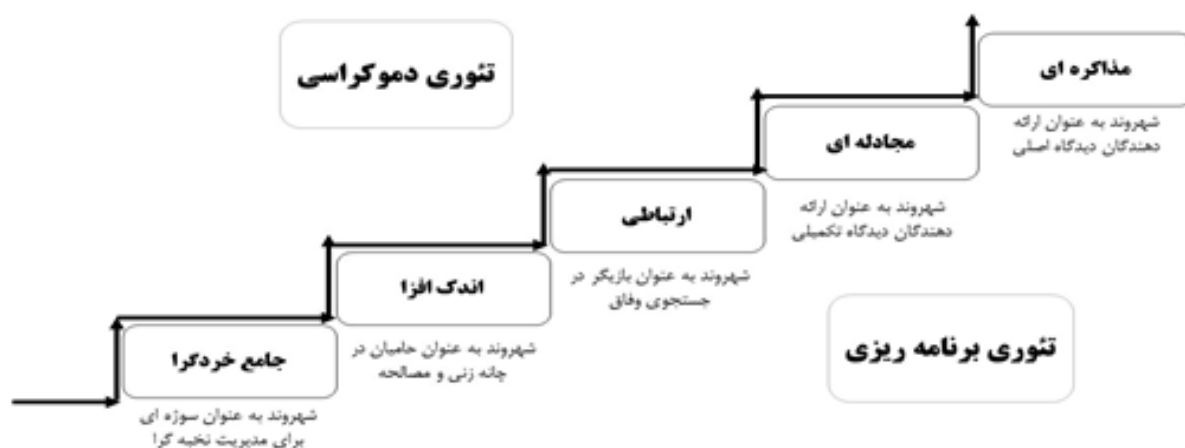 تئوری دموکراسی
مذاکره ای
شهروند به عنوان ارائه
دهندگان دیدگاه اصلی
مجادله ای
شهروند به عنوان ارائه
دهندگان دیدگاه تکمیلی
ارتباطی
شهروند به عنوان بازیگر در
جستجوی وفاق
اندک افزا
شهروند به عنوان حامیان در
چانه زنی و مصالحه
جامع خردگرا
شهروند به عنوان سوژه ای
برای مدیریت نخبه گرا
تئوری برنامه ریزی